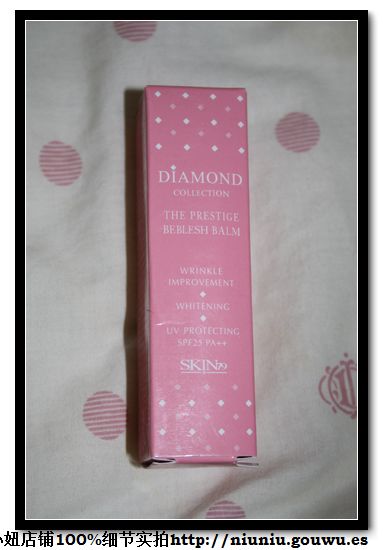 DIAMOND
COLLECTION
THE PRESTIGE
BEBLESH BALM
WRINKLE
IMPROVEMENT
WHITENING
UV PROTECTING
SPF25 PA++
SKIN79
妞店铺100%细节实拍http://niuniu.gouwu.es